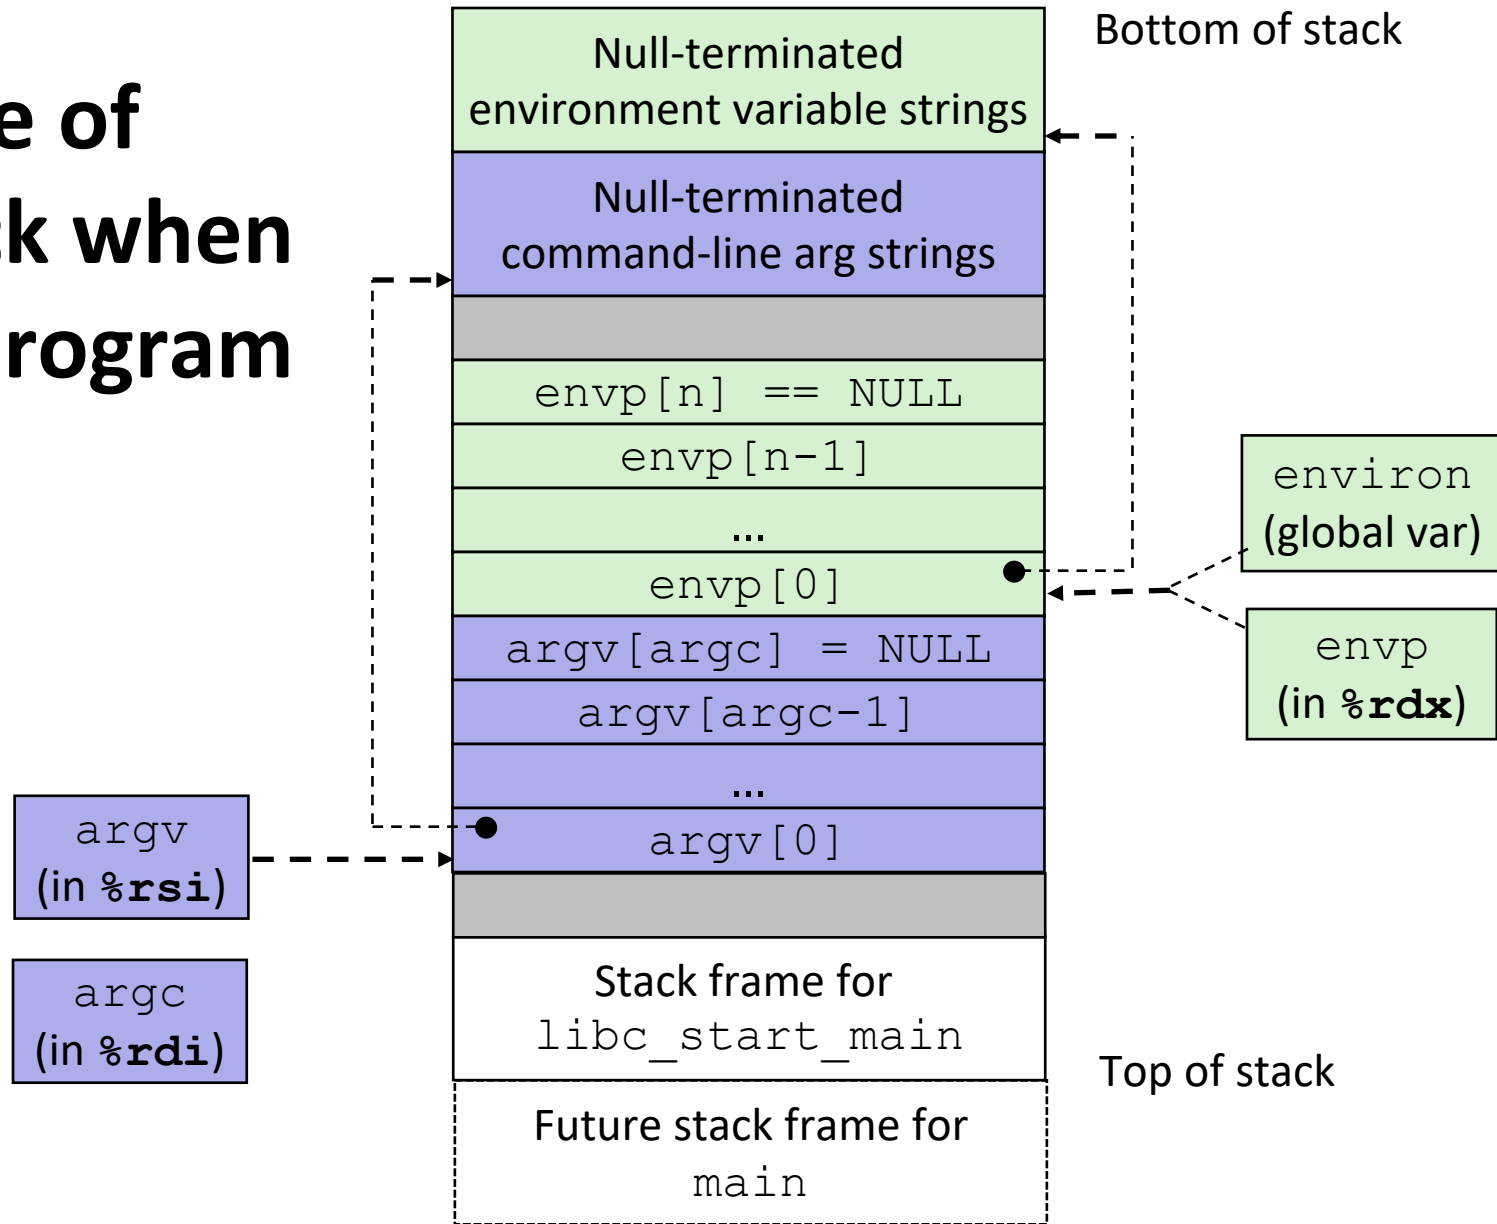 e of
k when
rogram
Bottom of stack
Null-terminated
environment variable strings
Null-terminated
command-line arg strings
envp[n] == NULL
envp[n-1]
…
envp[0]
argv[argc] = NULL
argv[argc-1]
…
argv[0]
environ
(global var)
envp
(in %rdx)
argv
(in %rsi)
argc
(in %rdi)
Stack frame for
libc_start_main
Top of stack
Future stack frame for
main